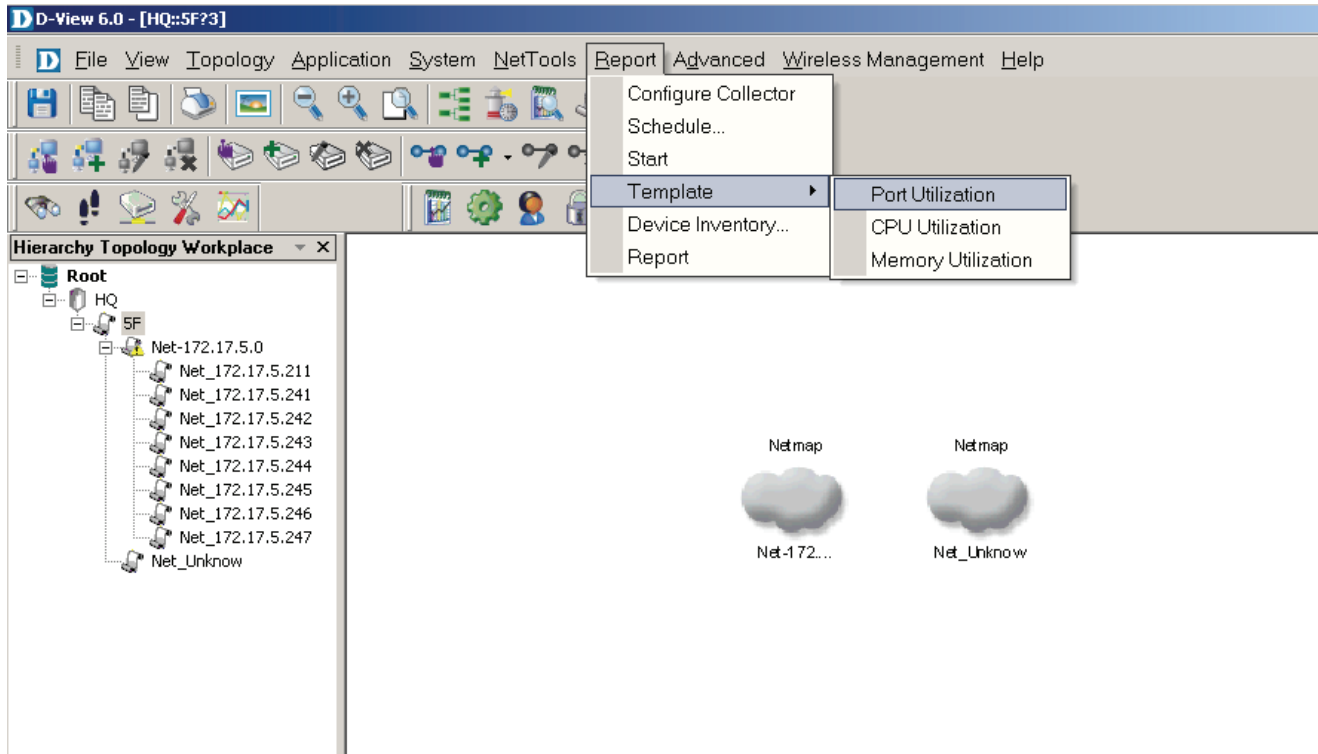 D-View 6.0 - [HQ::5F?3]
File View Topology Application System NetTools Report Advanced Wireless Management Help
Configure Collector
Schedule...
Start
Template
Device Inventory...
Report
Port Utilization
CPU Utilization
Memory Utilization
Hierarchy Topology Workplace
Root
HQ
5F
Net-172.17.5.0
Net_172.17.5.211
Net_172.17.5.241
Net_172.17.5.242
Net_172.17.5.243
Net_172.17.5.244
Net_172.17.5.245
Net_172.17.5.246
Net_172.17.5.247
Net_Unknow
Netmap
Net-172....
Netmap
Net_Unknow